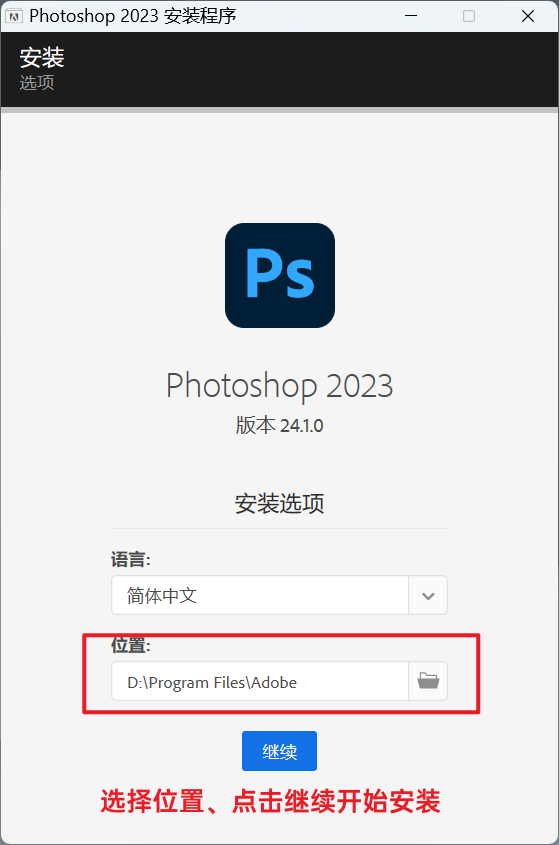 Photoshop 2023 安装程序
安装
选项
Ps
Photoshop 2023
版本 24.1.0
安装选项
语言:
简体中文
位置:
D:\Program Files\Adobe
继续
选择位置、点击继续开始安装